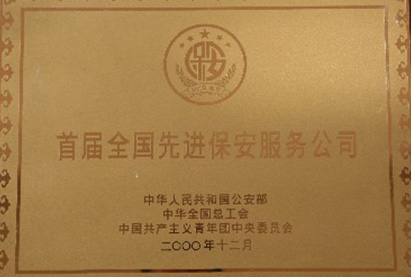 保安
首届全国先进保安服务公司
中华人民共和国公安部
中华全国总工会
中国共产主义青年团中央委员会
二〇〇〇年十二月